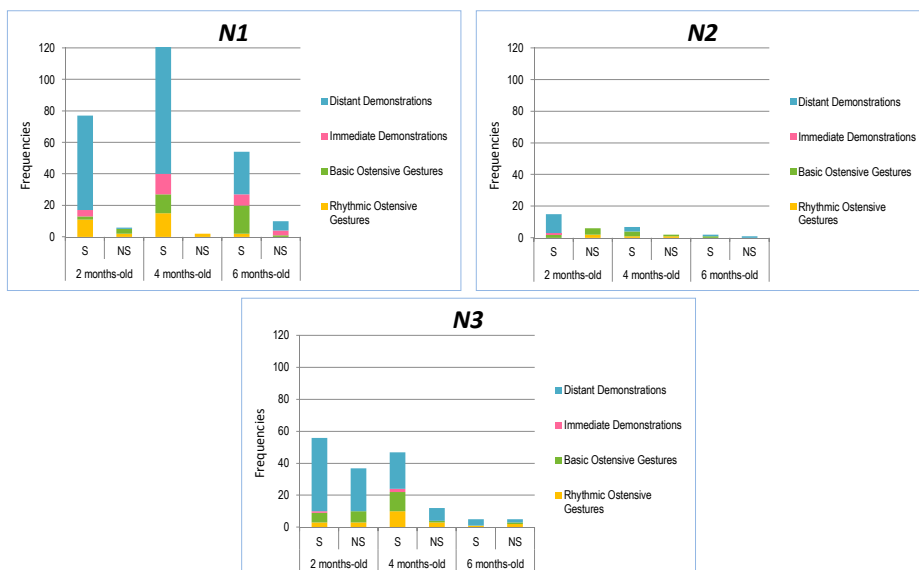 N1
120
100
80
60
40
20
0
Frequencies
S NS S NS S NS
2 months-old 4 months-old 6 months-old
Distant Demonstrations
Immediate Demonstrations
Basic Ostensive Gestures
Rhythmic Ostensive
Gestures
N2
120
100
80
60
40
20
0
Frequencies
S NS S NS S NS
2 months-old 4 months-old 6 months-old
Distant Demonstrations
Immediate Demonstrations
Basic Ostensive Gestures
Rhythmic Ostensive
Gestures
N3
120
100
80
60
40
20
0
Frequencies
S NS S NS S NS
2 months-old 4 months-old 6 months-old
Distant Demonstrations
Immediate Demonstrations
Basic Ostensive Gestures
Rhythmic Ostensive
Gestures